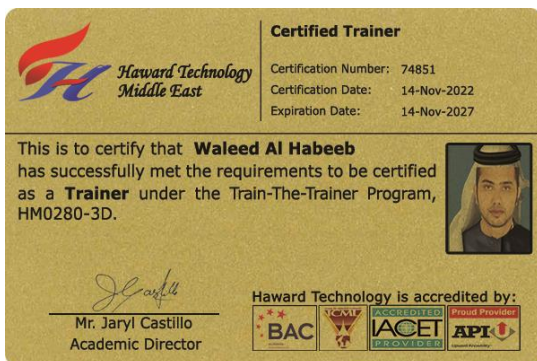 Certified Trainer
Haward Technology
Middle East
Certification Number: 74851
Certification Date: 14-Nov-2022
Expiration Date: 14-Nov-2027
This is to certify that Waleed Al Habeeb
has successfully met the requirements to be certified
as a Trainer under the Train-The-Trainer Program,
HM0280-3D.
Mr. Jaryl Castillo
Academic Director
Haward Technology is accredited by:
BAC
ICML
ACCREDITED
IACET
PROVIDER
Proud Provider
API U